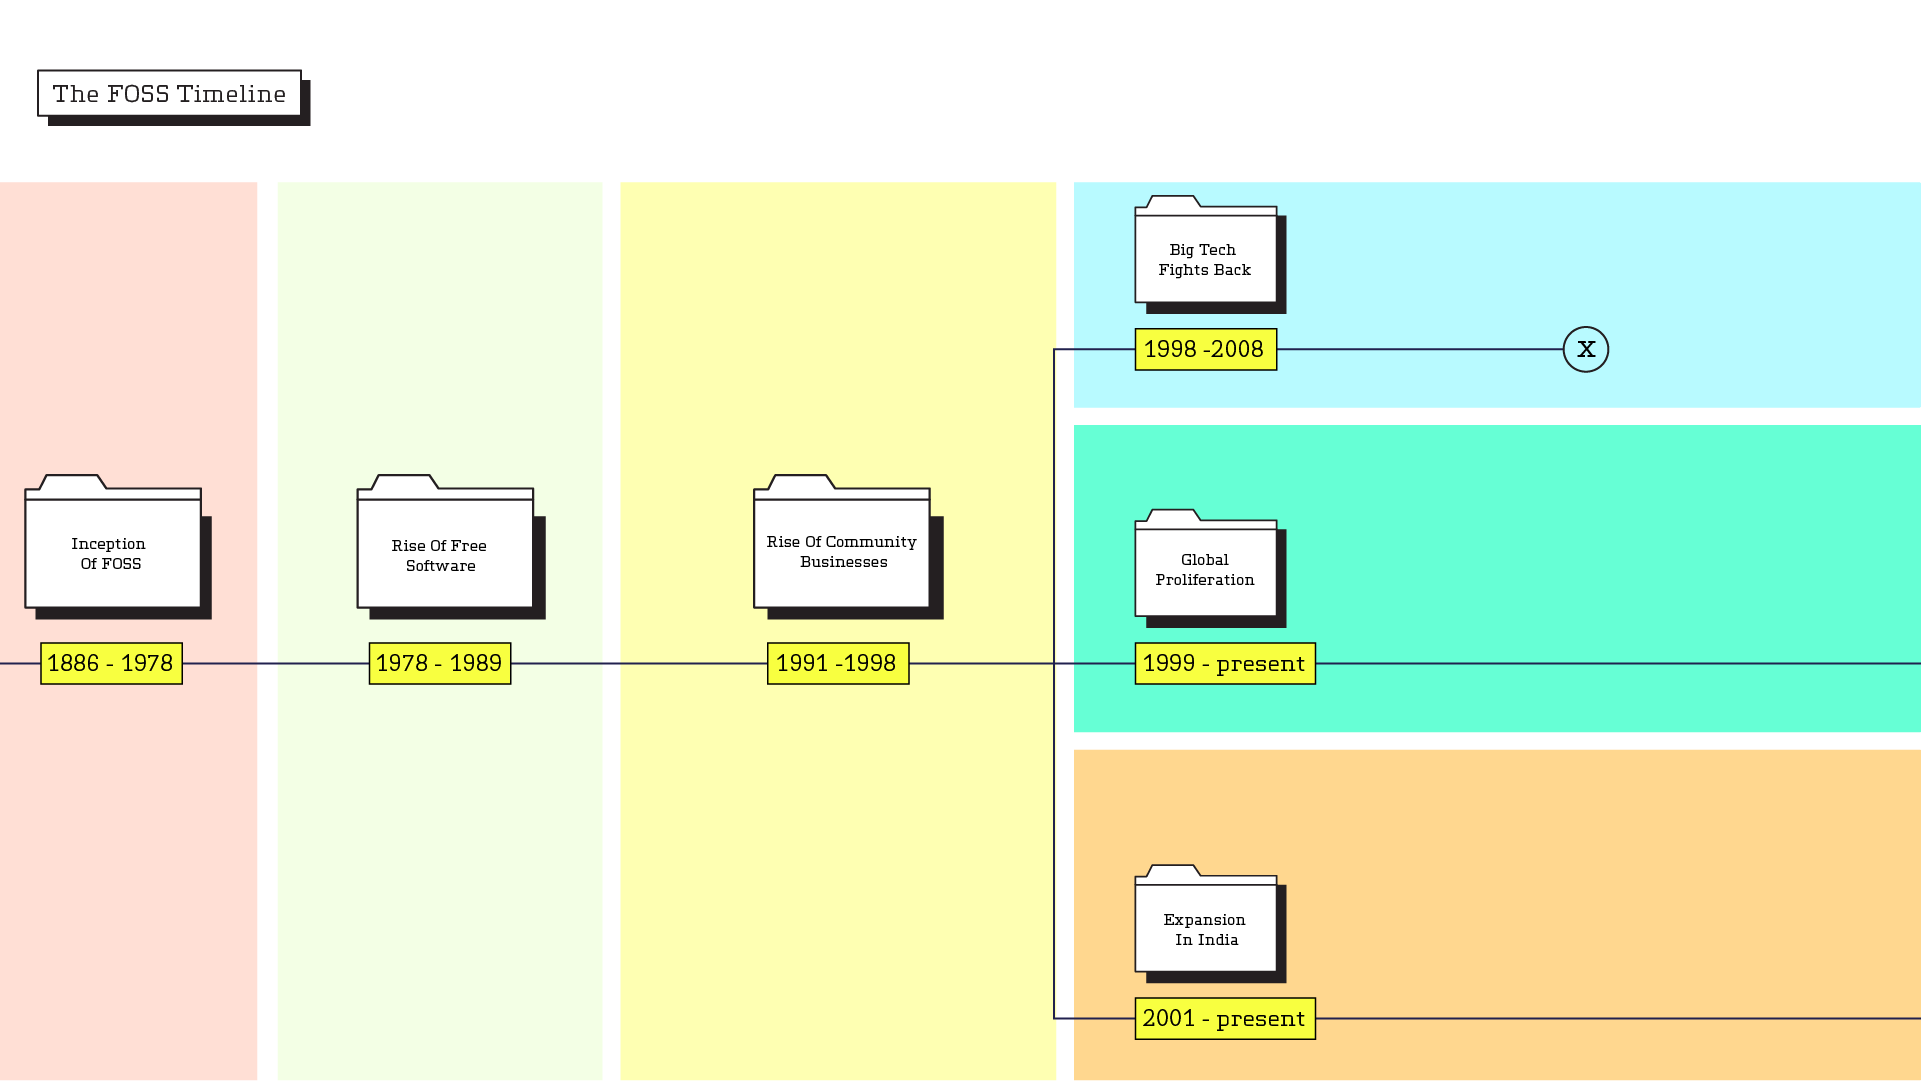 The FOSS Timeline
Inception
Of FOSS
1886 - 1978
Rise Of Free
Software
1978 - 1989
Rise Of Community
Businesses
1991 -1998
Big Tech
Fights Back
1998 -2008
X
Global
Proliferation
1999 - present
Expansion
In India
2001 - present